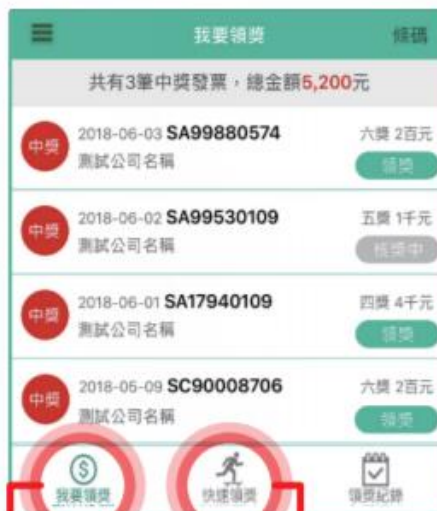 我要領獎 條碼
共有3筆中獎發票，總金額5,200元
中獎 2018-06-03 SA99880574 六獎 2百元
測試公司名稱 領獎
中獎 2018-06-02 SA99530109 五獎 1千元
測試公司名稱 核獎中
中獎 2018-06-01 SA17940109 四獎 4千元
測試公司名稱 領獎
中獎 2018-05-09 SC90008706 六獎 2百元
測試公司名稱 領獎
我要領獎 快速領獎 領獎紀錄